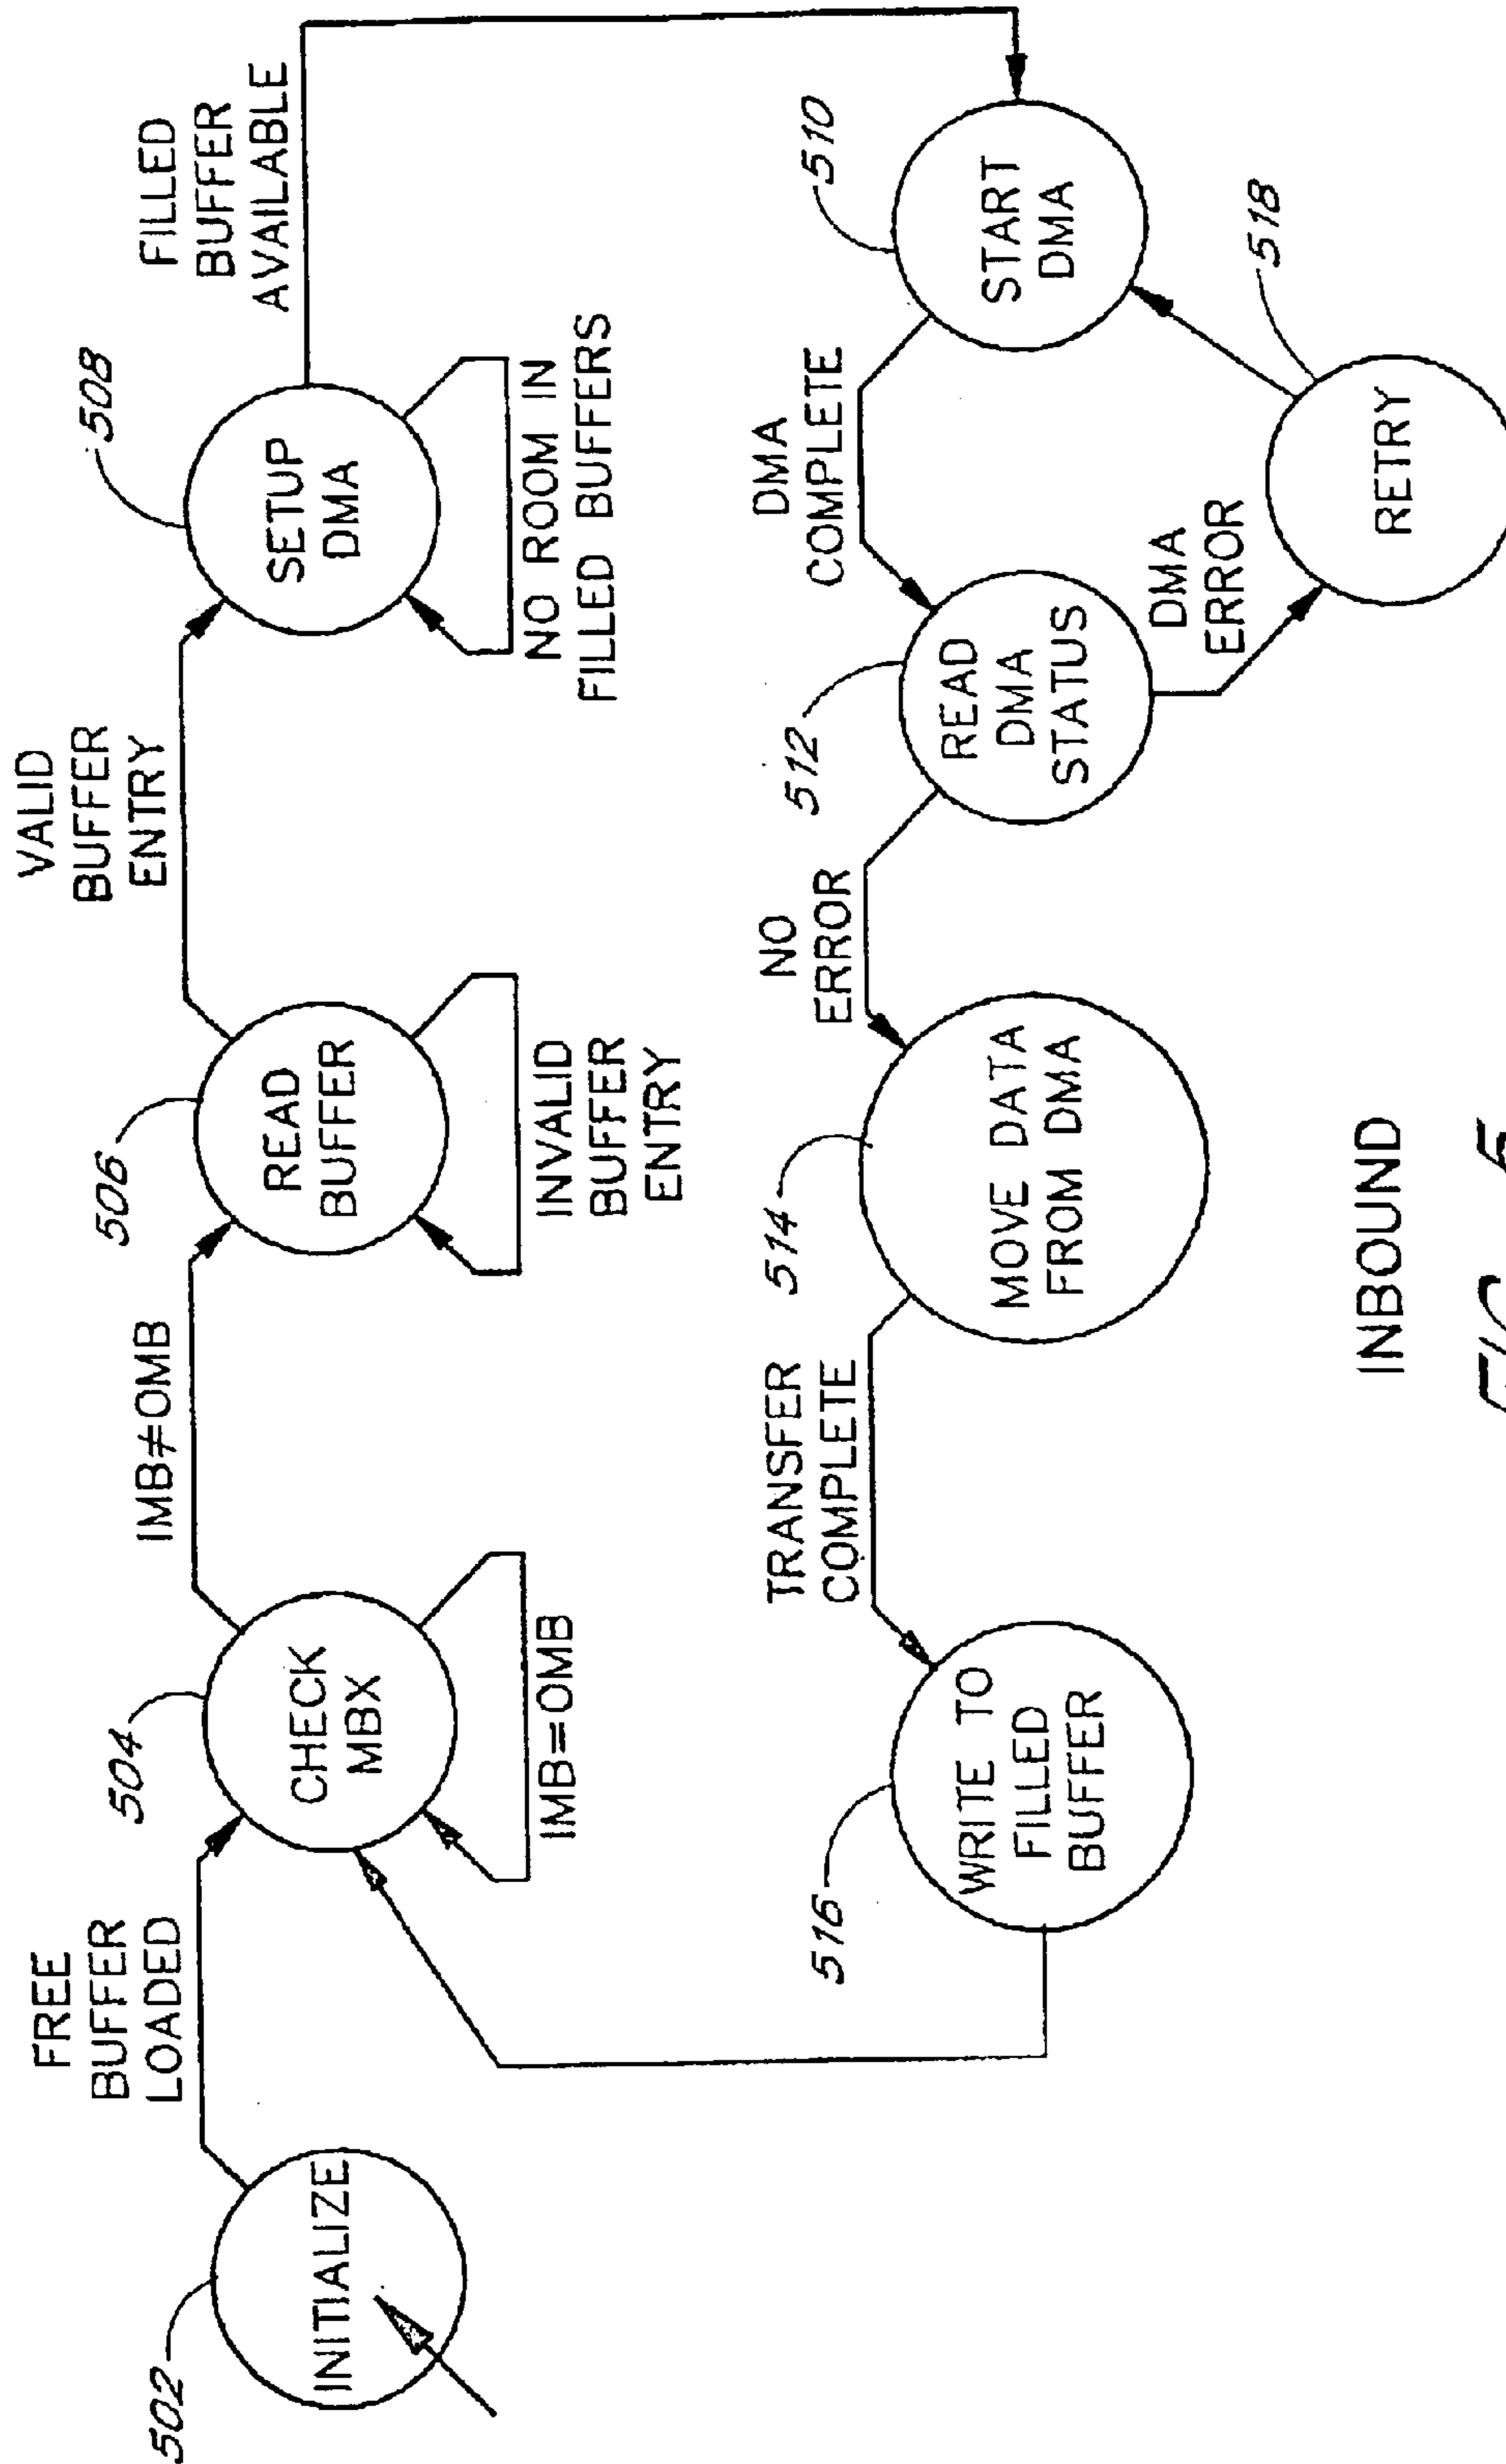 FREE
BUFFER
LOADED
502
INITIALIZE
504
CHECK
MBX
IMB=OMB
IMB≠OMB
506
READ
BUFFER
INVALID
BUFFER
ENTRY
VALID
BUFFER
ENTRY
508
SETUP
DMA
NO ROOM IN
FILLED BUFFERS
FILLED
BUFFER
AVAILABLE
510
START
DMA
DMA
COMPLETE
512
READ
DMA
STATUS
DMA
ERROR
518
RETRY
NO
ERROR
514
MOVE DATA
FROM DMA
TRANSFER
COMPLETE
516
WRITE TO
FILLED
BUFFER
INBOUND